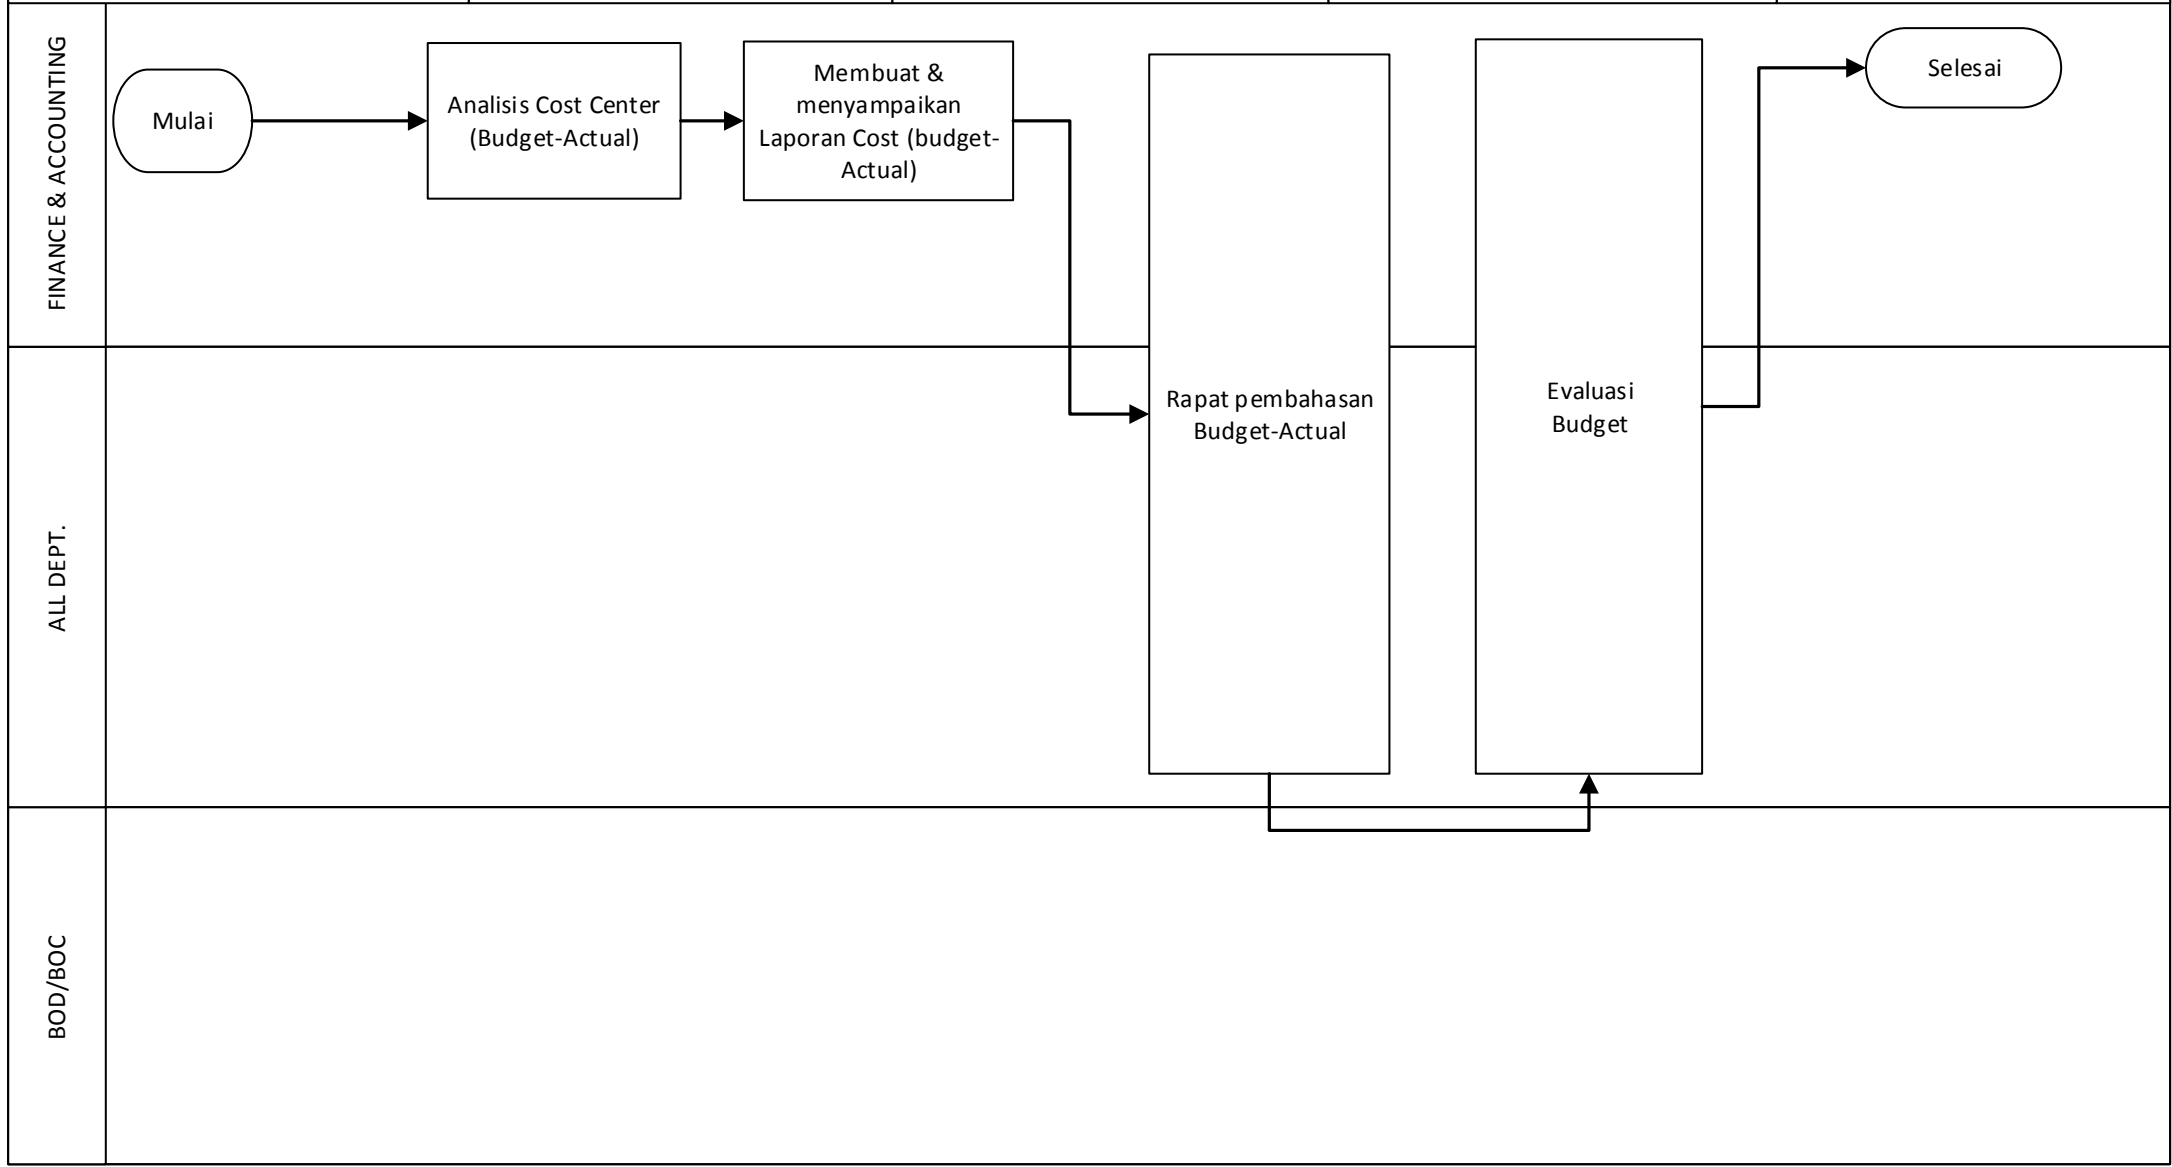 FINANCE & ACCOUNTING
Mulai
Analisis Cost Center
(Budget-Actual)
Membuat &
menyampaikan
Laporan Cost (budget-
Actual)
Selesai
ALL DEPT.
Rapat pembahasan
Budget-Actual
Evaluasi
Budget
BOD/BOC